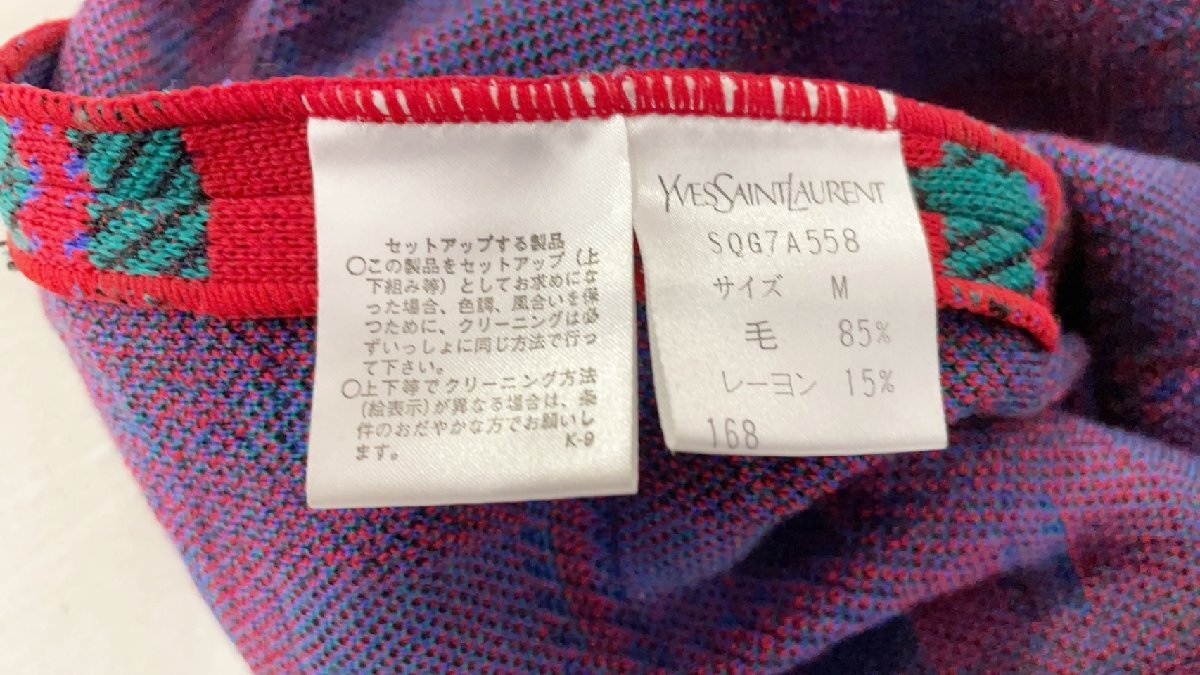 セットアップする製品
○この製品をセットアップ(上
下組み等)としてお求めにな
った場合、色調、風合いを保
つために、クリーニングは必
ずいっしょに同じ方法で行っ
て下さい。
○上下等でクリーニング方法
(絵表示)が異なる場合は、条
件のおだやかな方でお願いし
ます。
K-9
YVESSAINTLAURENT
SQG7A558
サイズ M
毛 85%
レーヨン 15%
168